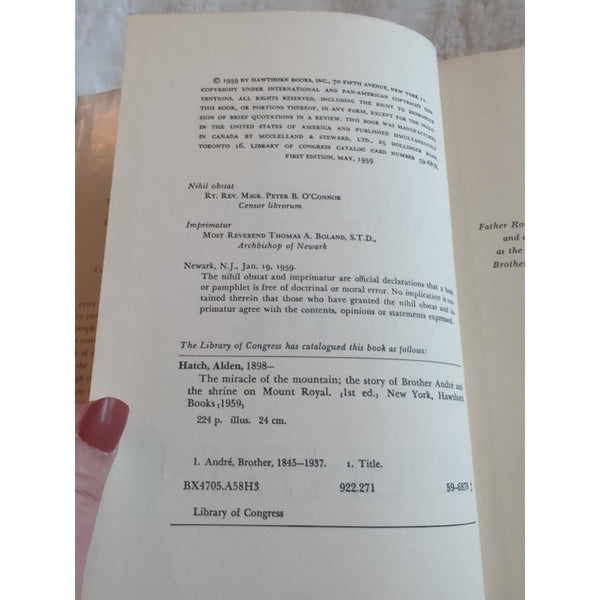 © 1959 BY HAWTHORN BOOKS, INC., 70 FIFTH AVENUE, NEW YORK 11.
COPYRIGHT UNDER INTERNATIONAL AND PAN-AMERICAN COPYRIGHT CON-
VENTIONS. ALL RIGHTS RESERVED, INCLUDING THE RIGHT TO REPRODUCE
THIS BOOK, OR PORTIONS THEREOF, IN ANY FORM, EXCEPT FOR THE INCLU-
SION OF BRIEF QUOTATIONS IN A REVIEW. THIS BOOK WAS MANUFACTURED
IN THE UNITED STATES OF AMERICA AND PUBLISHED SIMULTANEOUSLY
IN CANADA BY MCCLELLAND & STEWARD, LTD., 25 HOLLINGER ROAD,
TORONTO 16. LIBRARY OF CONGRESS CATALOG CARD NUMBER 59-6878.
FIRST EDITION, MAY, 1959
Nihil obstat
RT. REV. MSGR. PETER B. O'CONNOR
Censor librorum
Imprimatur
MOST REVEREND THOMAS A. BOLAND, S.T.D.,
Archbishop of Newark
Newark, N.J., Jan. 19, 1959.
The nihil obstat and imprimatur are official declarations that a book
or pamphlet is free of doctrinal or moral error. No implication is con-
tained therein that those who have granted the nihil obstat and im-
primatur agree with the contents, opinions or statements expressed.
The Library of Congress has catalogued this book as follows:
Hatch, Alden, 1898–
The miracle of the mountain; the story of Brother André and
the shrine on Mount Royal. [1st ed.] New York, Hawthorn
Books [1959]
224 p. illus. 24 cm.
1. André, Brother, 1845–1937. I. Title.
BX4705.A58H3 922.271 59-6878
Library of Congress
Father Ro
and
as the
Brother
every
people